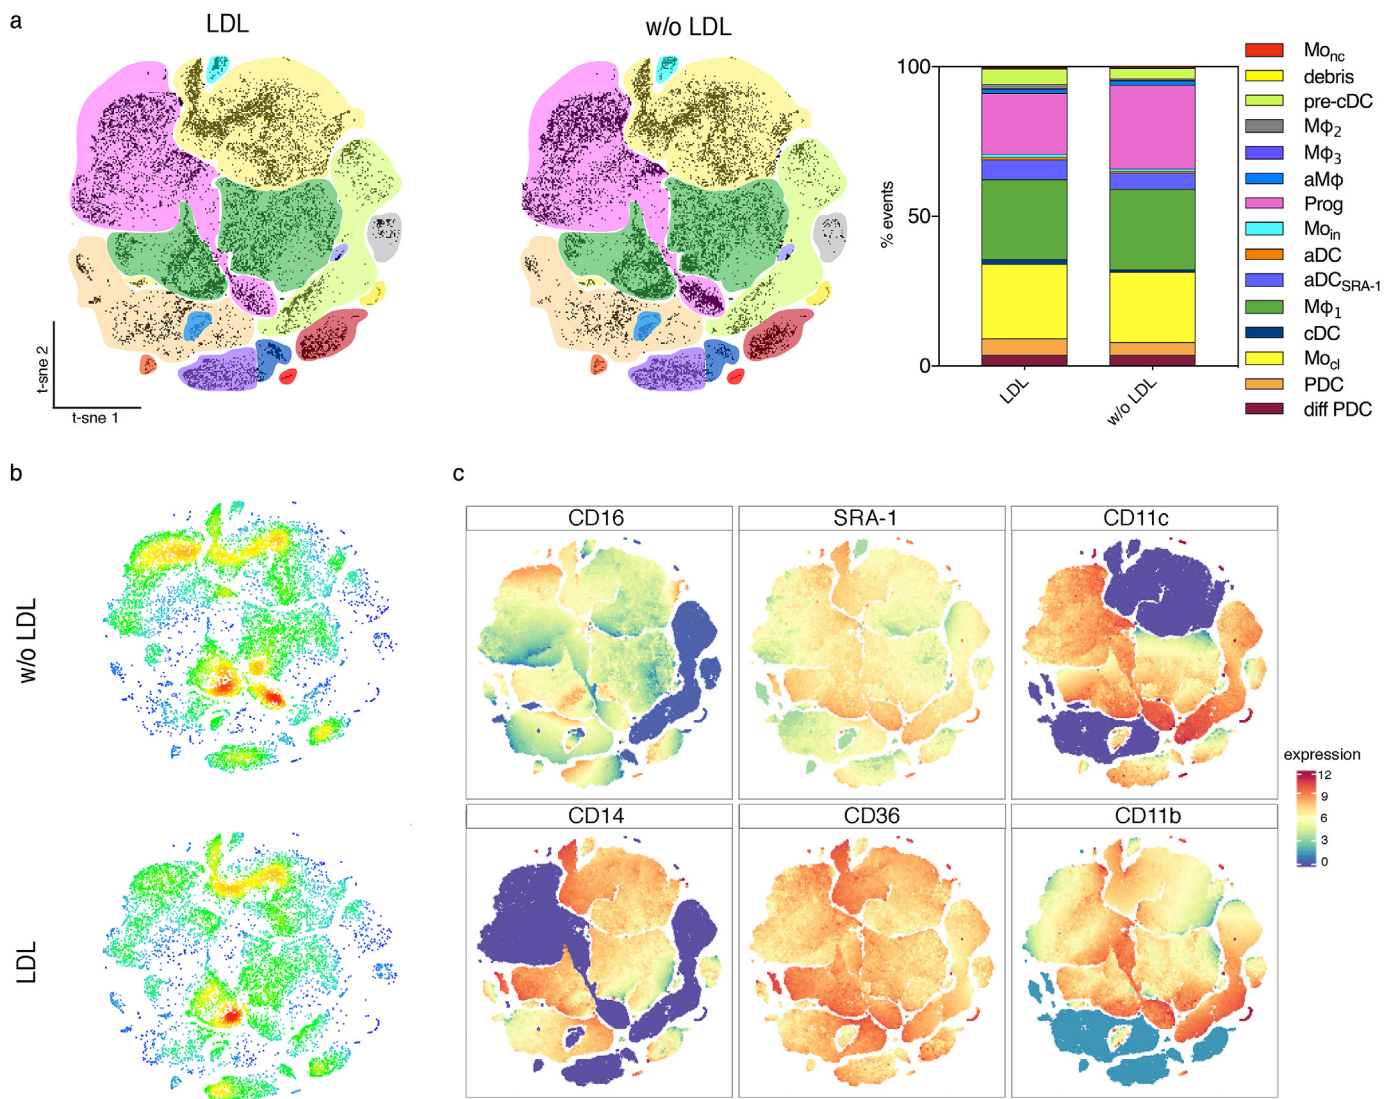 a
LDL
w/o LDL
t-sne 2
t-sne 1
% events
100
50
0
LDL
w/o LDL
Mo_nc
debris
pre-cDC
MΦ_2
MΦ_3
aMΦ
Prog
Mo_in
aDC
aDC_SRA-1
MΦ_1
cDC
Mo_cl
PDC
diff PDC
b
w/o LDL
LDL
c
CD16
SRA-1
CD11c
CD14
CD36
CD11b
expression
12
9
6
3
0